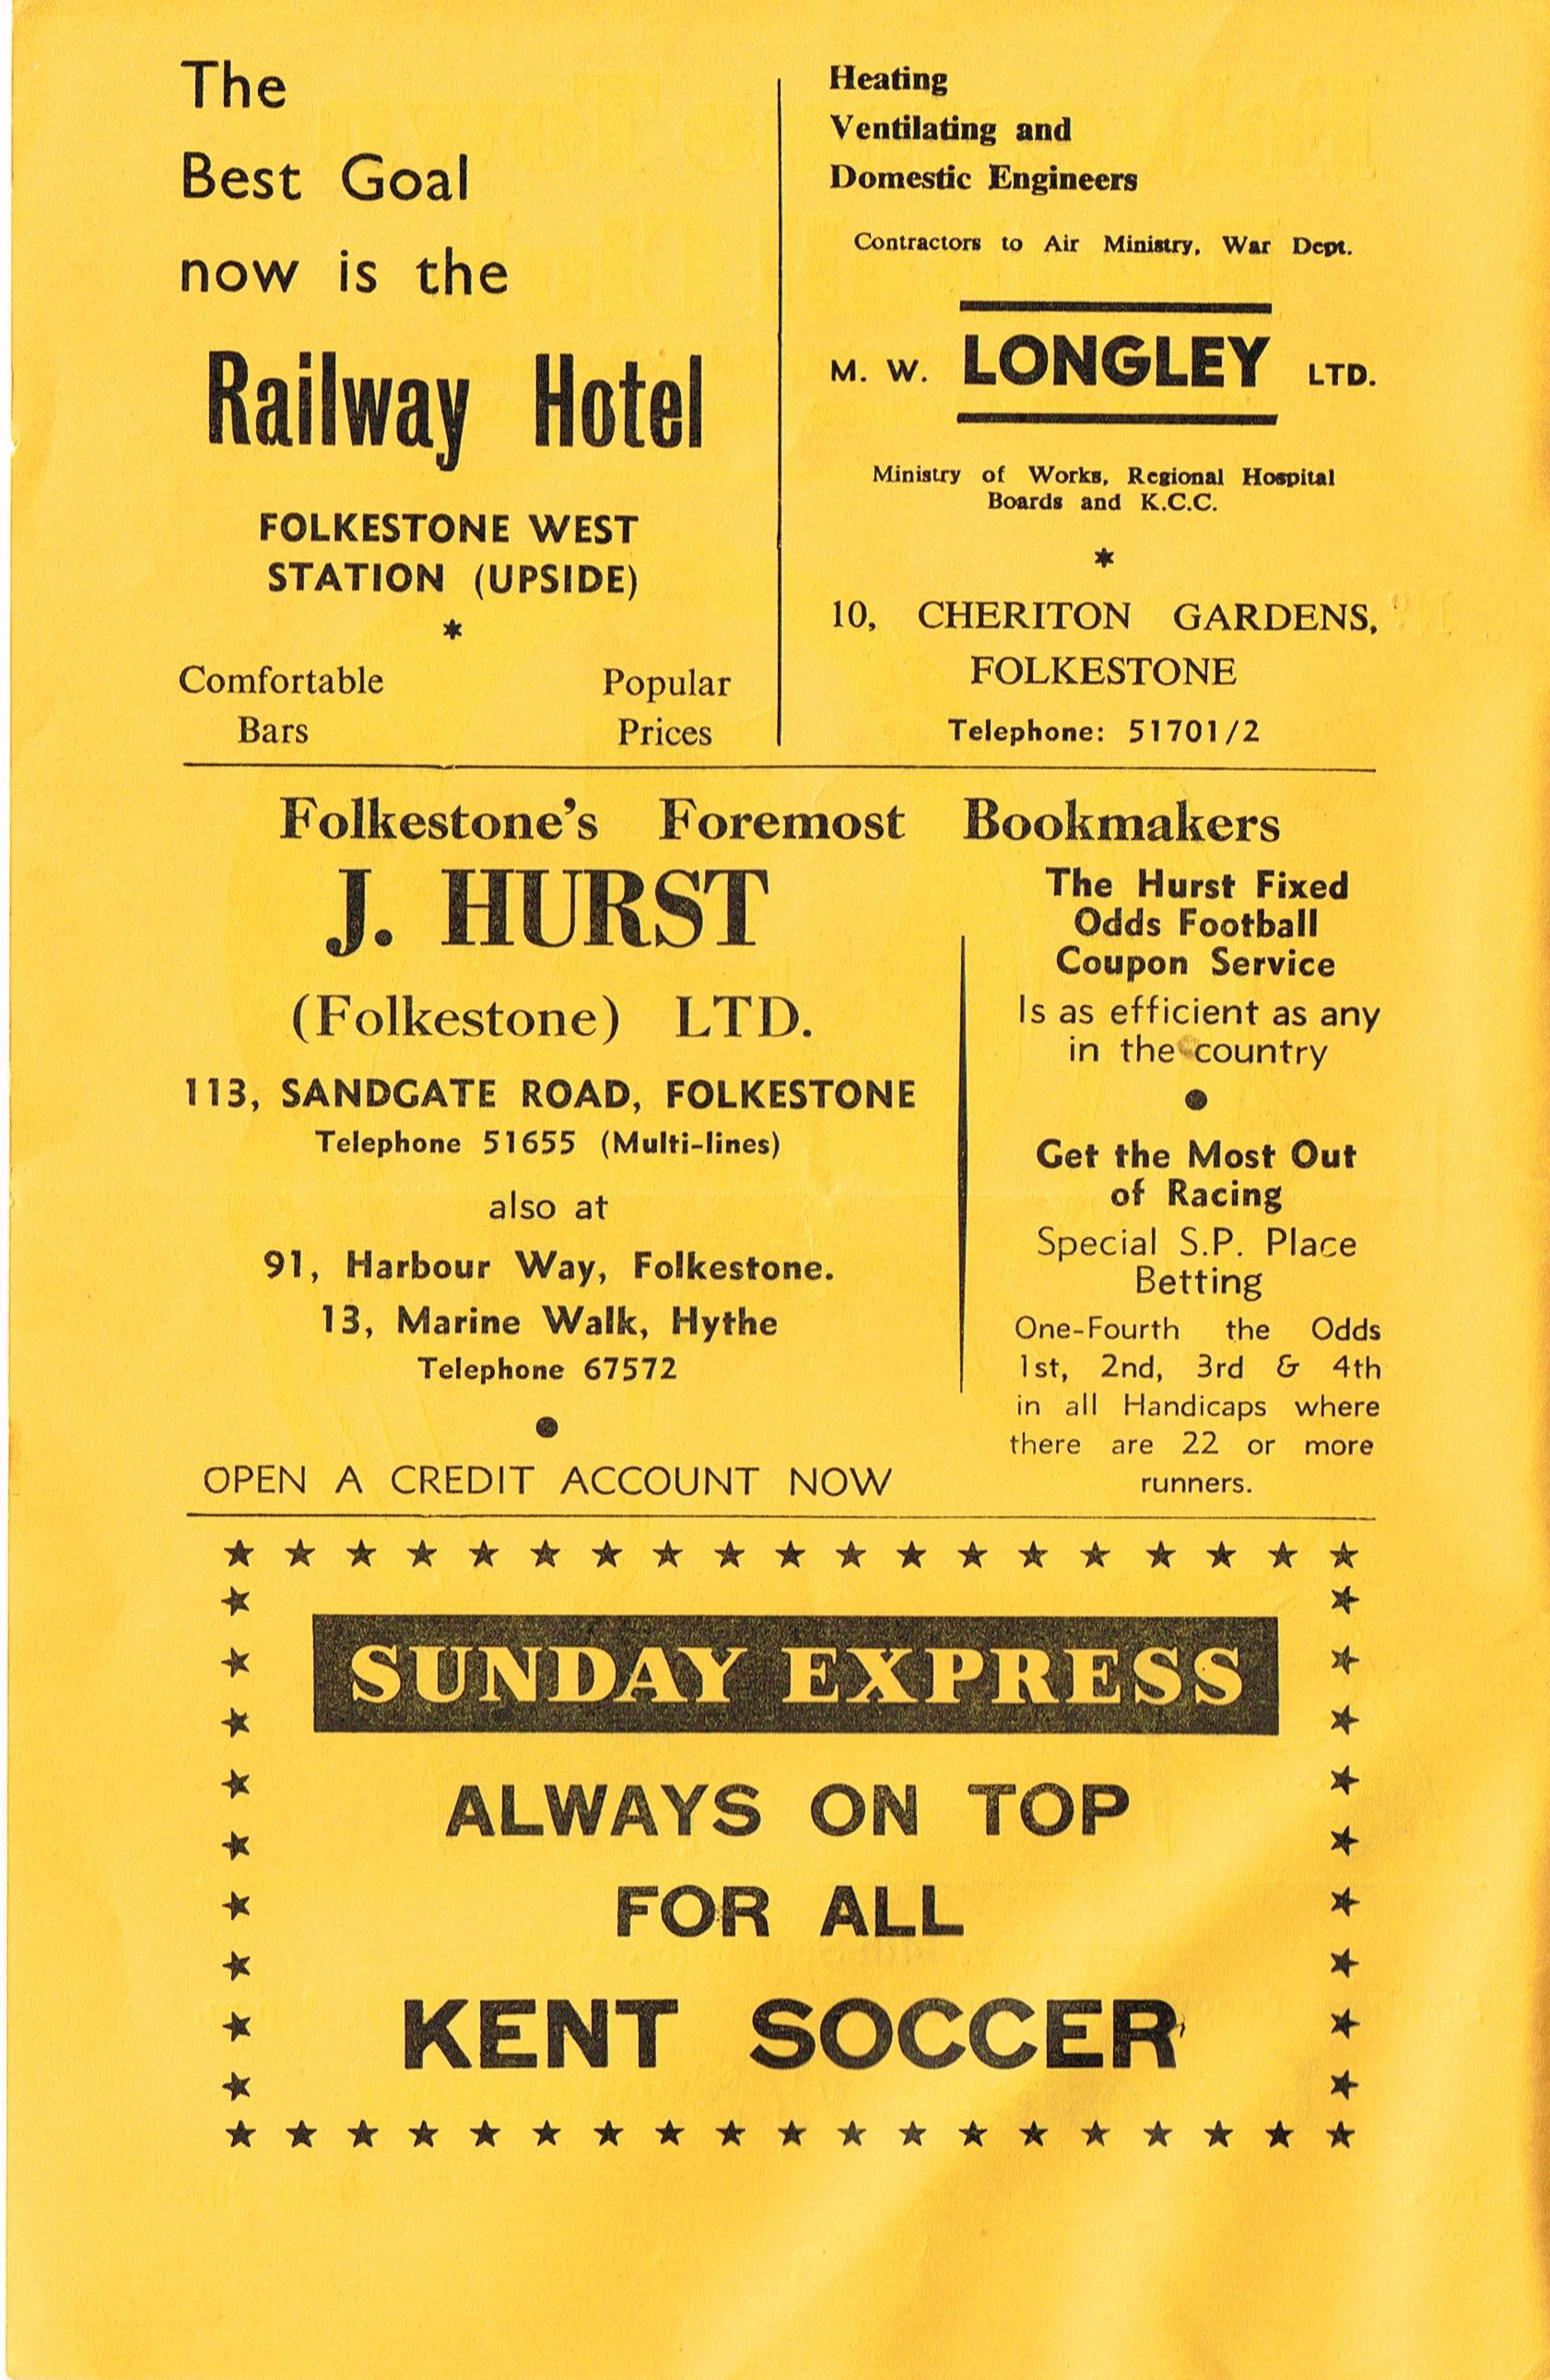 The
Best Goal
now is the
Railway Hotel
FOLKESTONE WEST
STATION (UPSIDE)
*
Comfortable Popular
Bars Prices
Heating
Ventilating and
Domestic Engineers
Contractors to Air Ministry, War Dept.
M. W. LONGLEY LTD.
Ministry of Works, Regional Hospital
Boards and K.C.C.
*
10, CHERITON GARDENS,
FOLKESTONE
Telephone: 51701/2
Folkestone's Foremost Bookmakers
J. HURST
(Folkestone) LTD.
113, SANDGATE ROAD, FOLKESTONE
Telephone 51655 (Multi-lines)
also at
91, Harbour Way, Folkestone.
13, Marine Walk, Hythe
Telephone 67572
●
OPEN A CREDIT ACCOUNT NOW
The Hurst Fixed
Odds Football
Coupon Service
Is as efficient as any
in the country
●
Get the Most Out
of Racing
Special S.P. Place
Betting
One-Fourth the Odds
1st, 2nd, 3rd & 4th
in all Handicaps where
there are 22 or more
runners.
SUNDAY EXPRESS
ALWAYS ON TOP
FOR ALL
KENT SOCCER